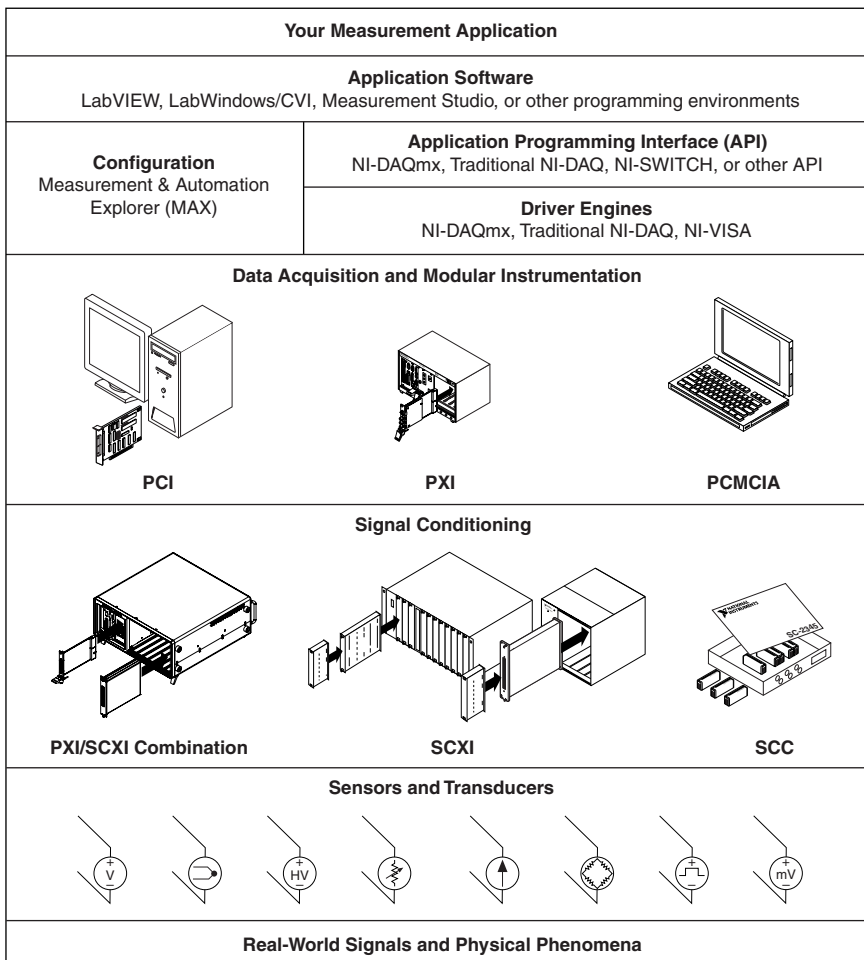 Your Measurement Application
Application Software
LabVIEW, LabWindows/CVI, Measurement Studio, or other programming environments
Configuration
Measurement & Automation
Explorer (MAX)
Application Programming Interface (API)
NI-DAQmx, Traditional NI-DAQ, NI-SWITCH, or other API
Driver Engines
NI-DAQmx, Traditional NI-DAQ, NI-VISA
Data Acquisition and Modular Instrumentation
PCI
PXI
PCMCIA
Signal Conditioning
NATIONAL
INSTRUMENTS
SC-2345
PXI/SCXI Combination
SCXI
SCC
Sensors and Transducers
+
V
–
+
HV
–
+
–
+
mV
–
Real-World Signals and Physical Phenomena